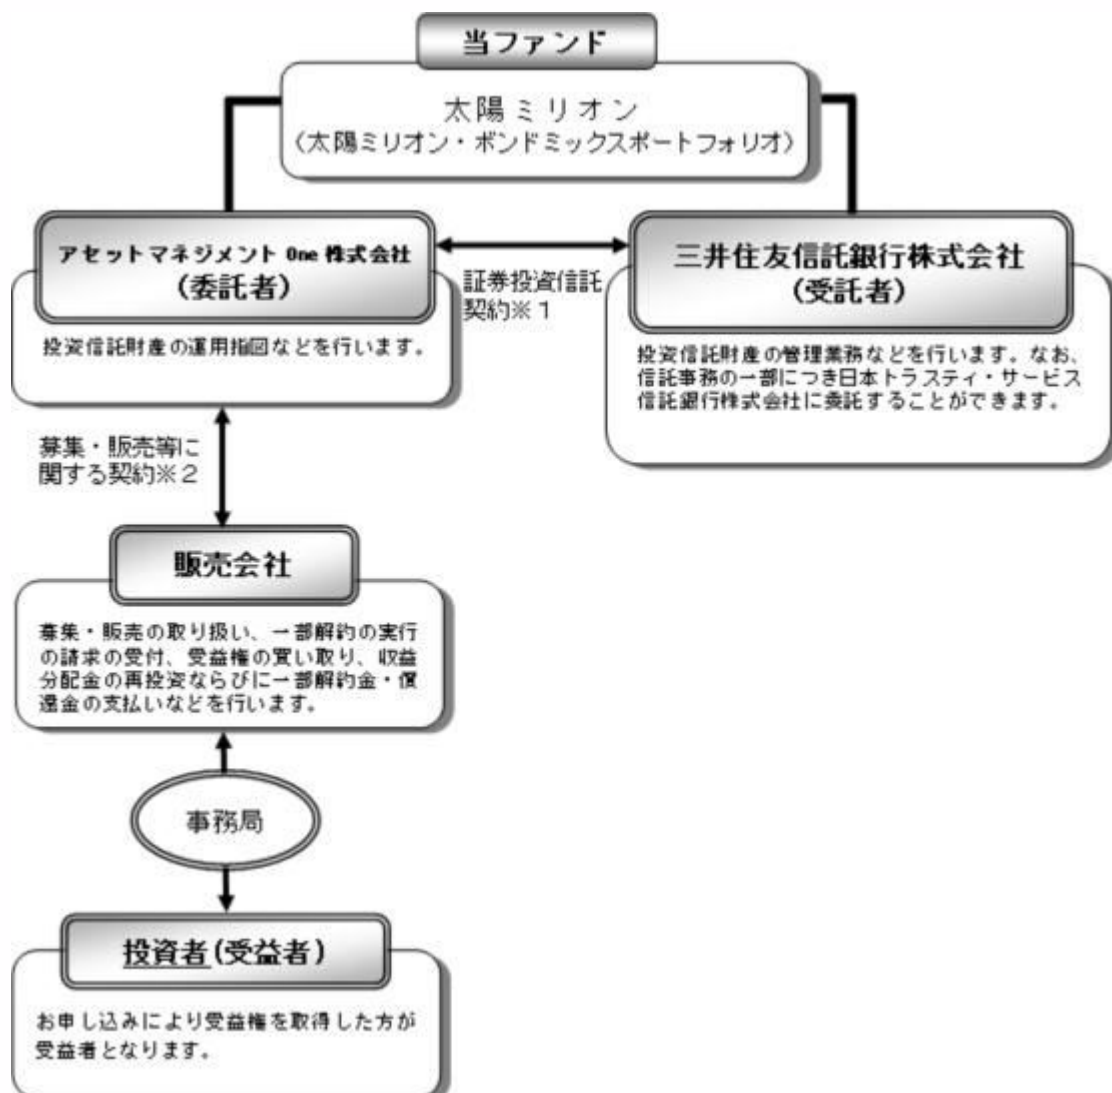 当ファンド
太陽ミリオン
（太陽ミリオン・ボンドミックスポートフォリオ）
アセットマネジメント One 株式会社
（委託者）
投資信託財産の運用指図などを行います。
証券投資信託
契約※１
三井住友信託銀行株式会社
（受託者）
投資信託財産の管理業務などを行います。なお、
信託事務の一部につき日本トラスティ・サービス
信託銀行株式会社に委託することができます。
募集・販売等に
関する契約※２
販売会社
募集・販売の取り扱い、一部解約の実行
の請求の受付、受益権の買い取り、収益
分配金の再投資ならびに一部解約金・償
還金の支払いなどを行います。
事務局
投資者(受益者)
お申し込みにより受益権を取得した方が
受益者となります。